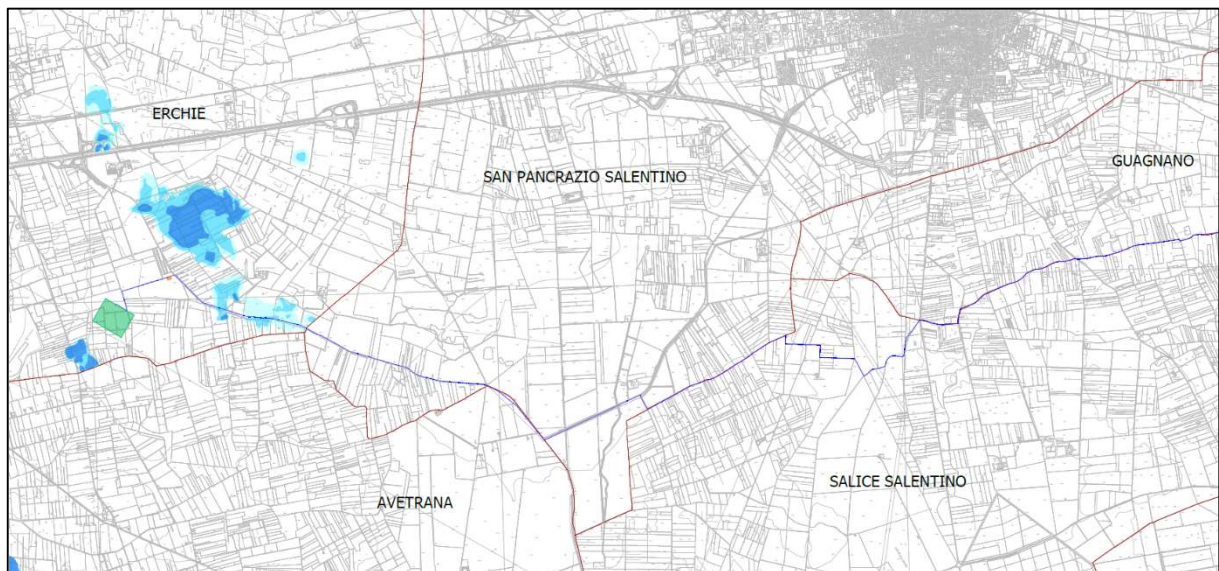 ERCHIE
GUAGNANO
SAN PANCRAZIO SALENTINO
SALICE SALENTINO
AVETRANA